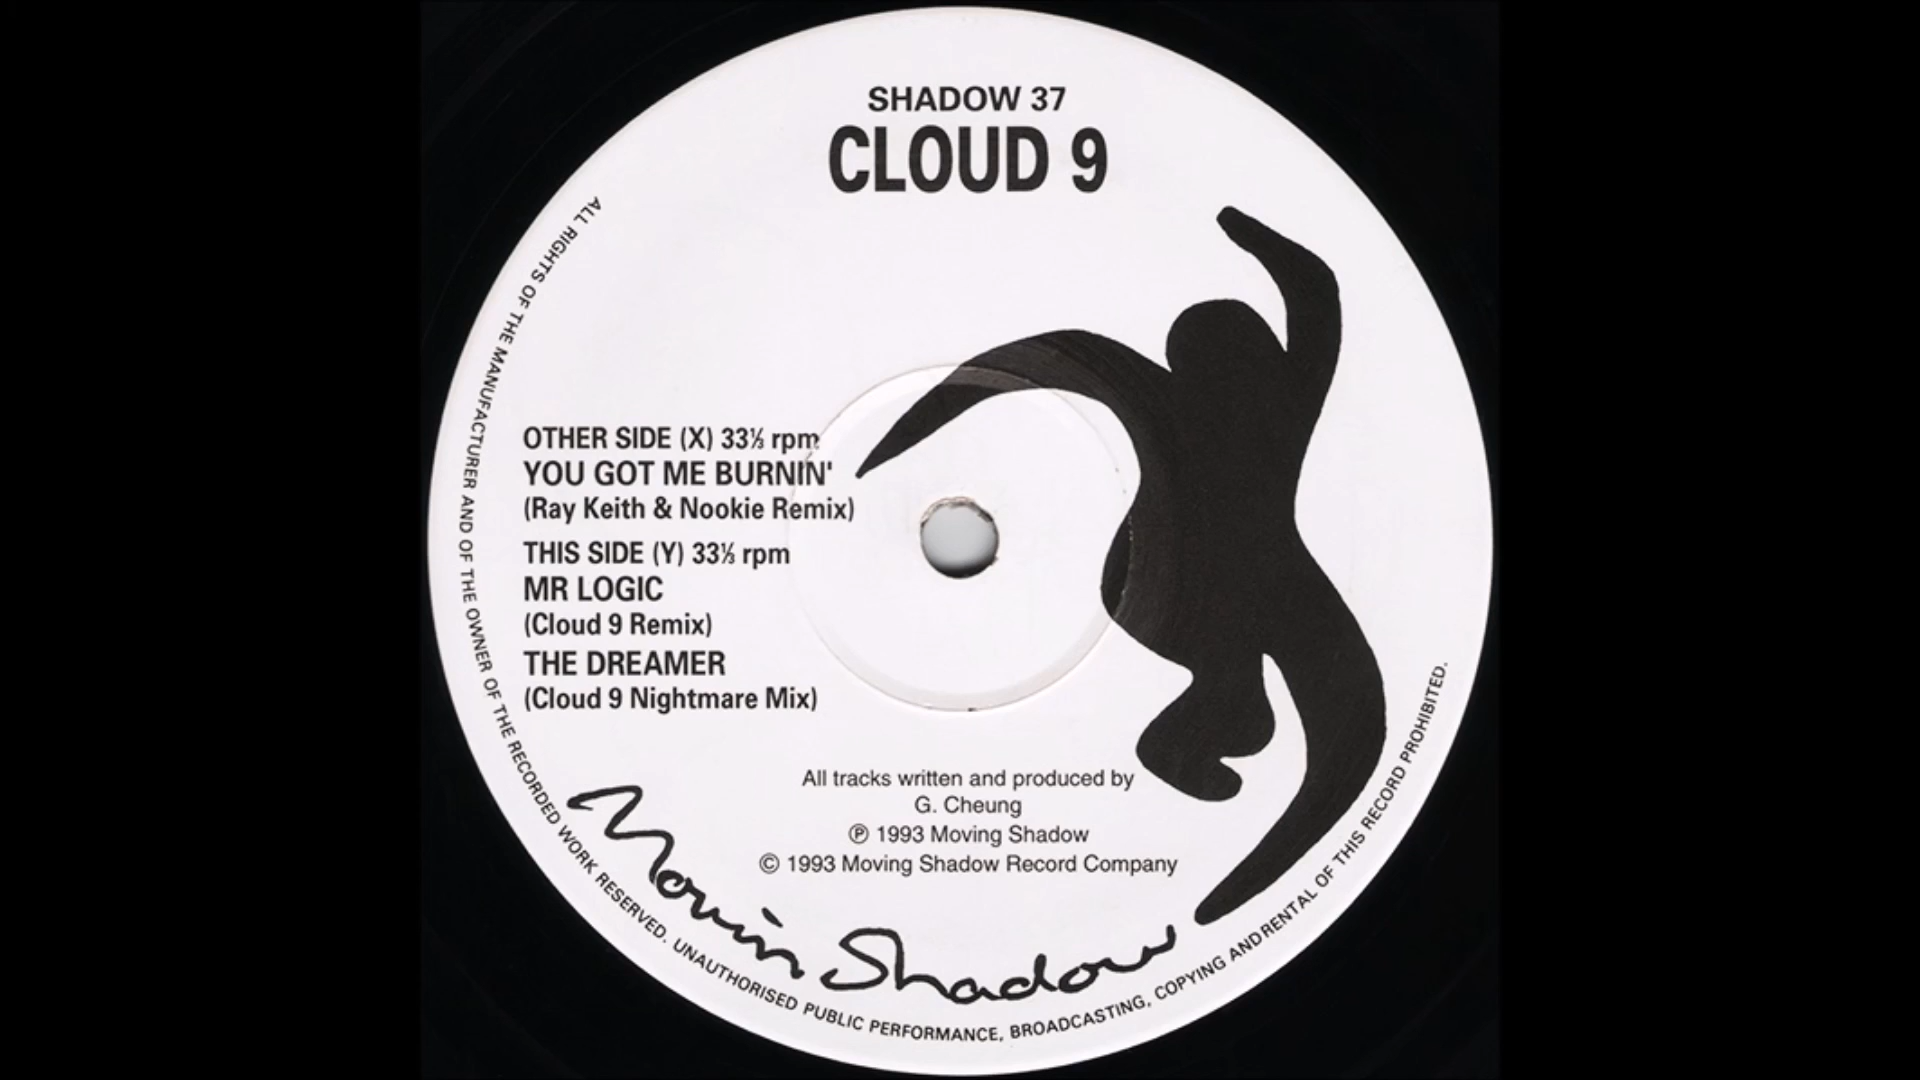 SHADOW 37
CLOUD 9
OTHER SIDE (X) 33⅓ rpm
YOU GOT ME BURNIN'
(Ray Keith & Nookie Remix)
THIS SIDE (Y) 33⅓ rpm
MR LOGIC
(Cloud 9 Remix)
THE DREAMER
(Cloud 9 Nightmare Mix)
All tracks written and produced by
G. Cheung
℗ 1993 Moving Shadow
© 1993 Moving Shadow Record Company
Movin Shadow
ALL RIGHTS OF THE MANUFACTURER AND OF THE OWNER OF THE RECORDED WORK RESERVED. UNAUTHORISED PUBLIC PERFORMANCE, BROADCASTING, COPYING AND RENTAL OF THIS RECORD PROHIBITED.